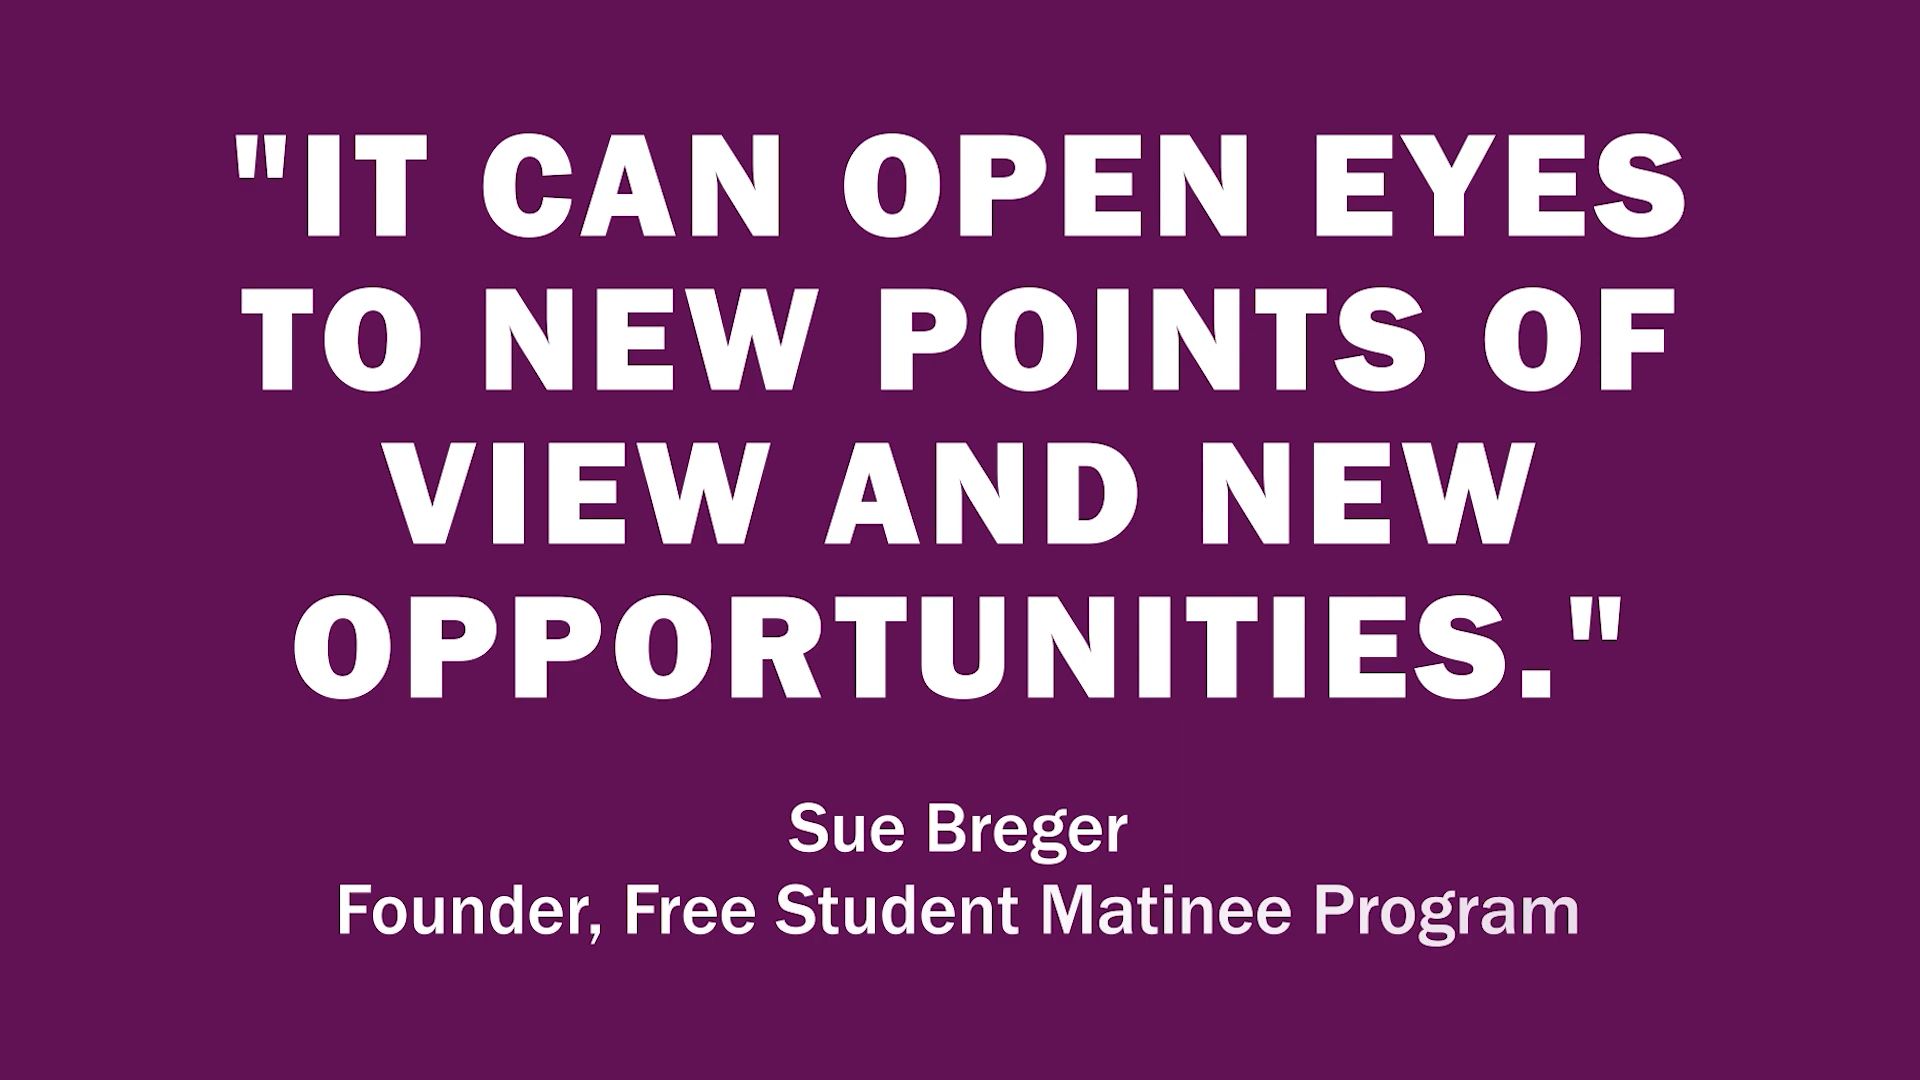 "IT CAN OPEN EYES
TO NEW POINTS OF
VIEW AND NEW
OPPORTUNITIES."
Sue Breger
Founder, Free Student Matinee Program